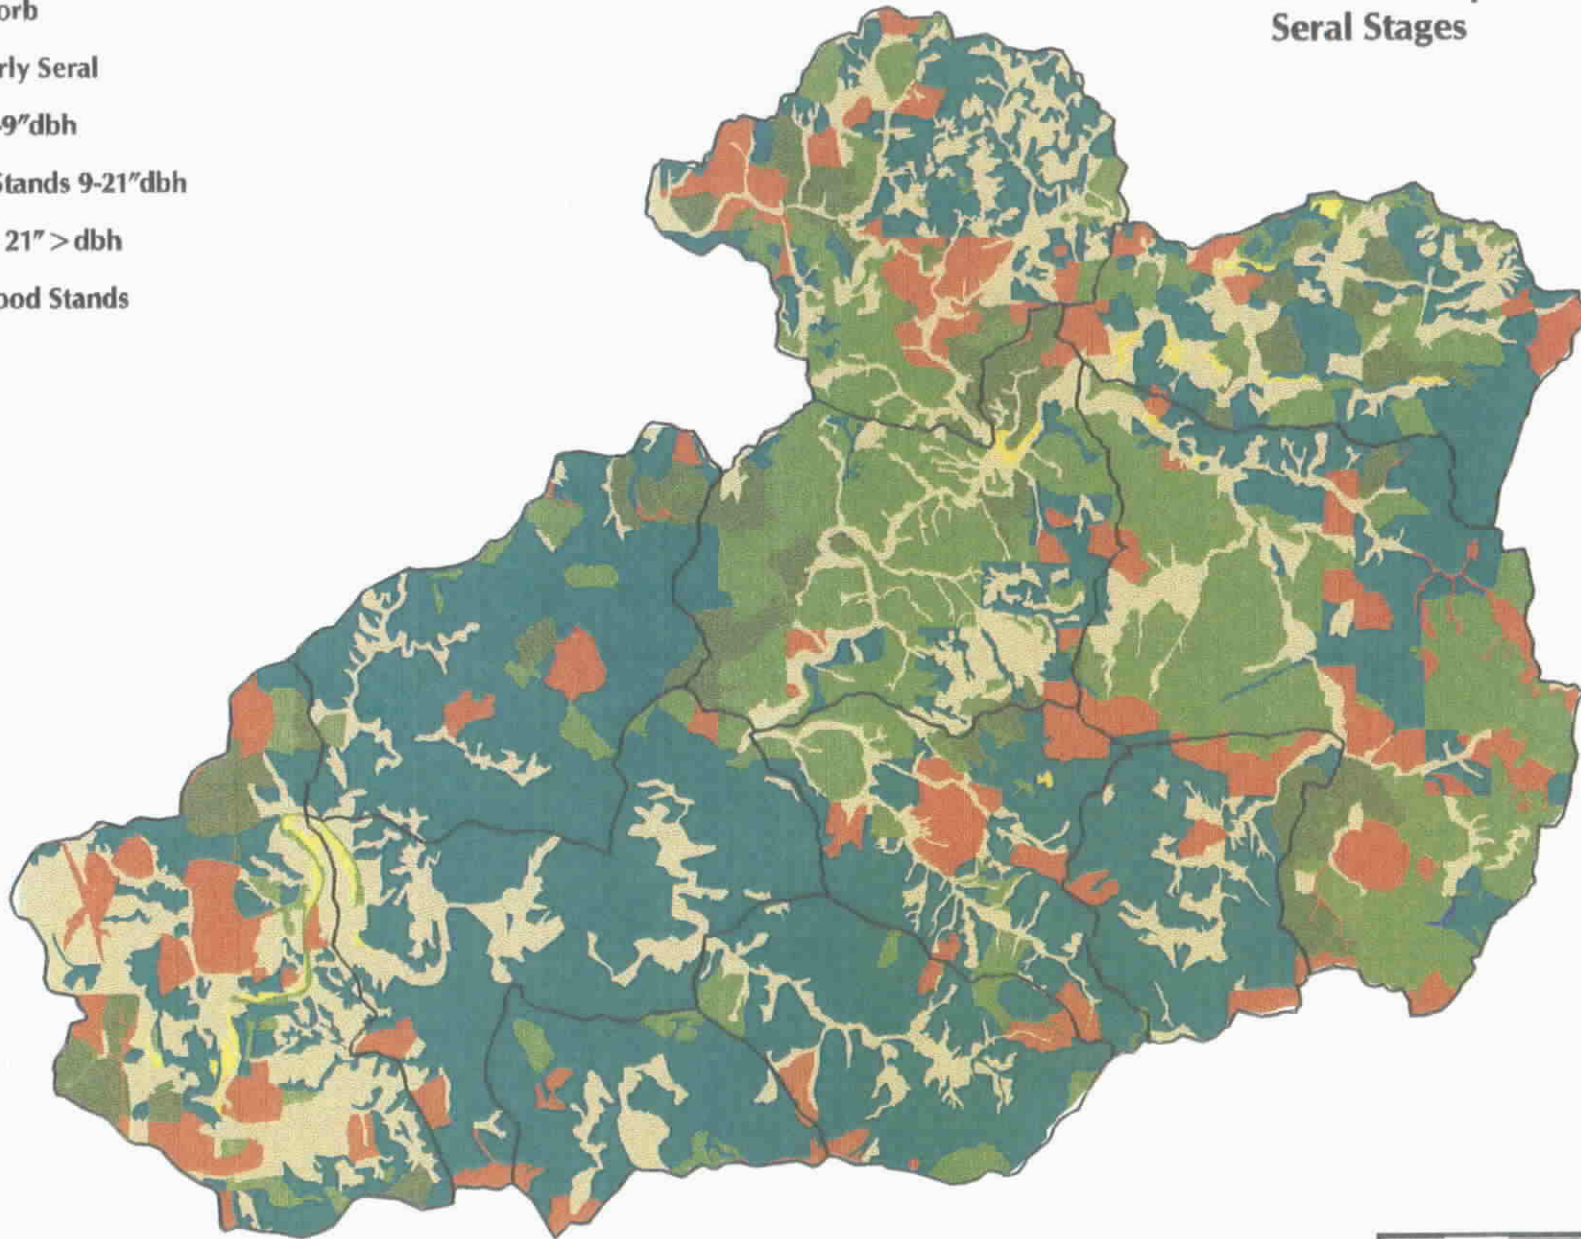 orb
rly Seral
-9"dbh
Stands 9-21"dbh
21" > dbh
ood Stands
Seral Stages